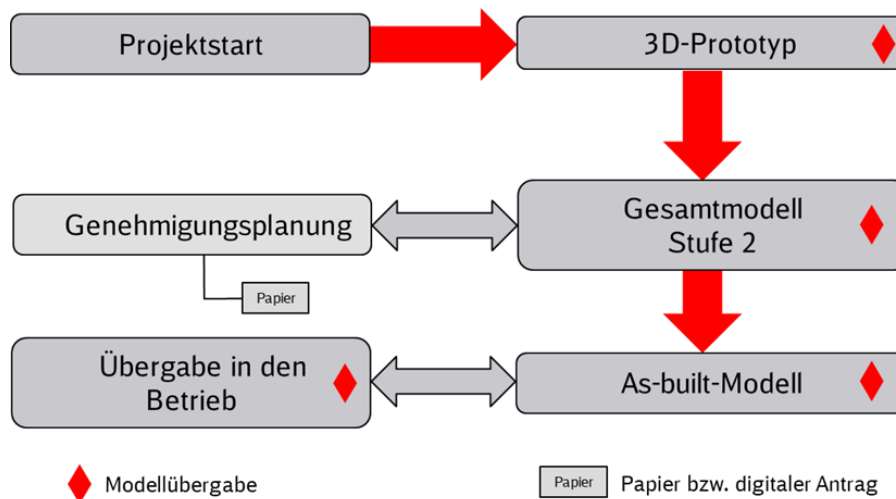 Projektstart
3D-Prototyp
Genehmigungsplanung
Gesamtmodell
Stufe 2
Papier
Übergabe in den
Betrieb
As-built-Modell
Modellübergabe
Papier
Papier bzw. digitaler Antrag